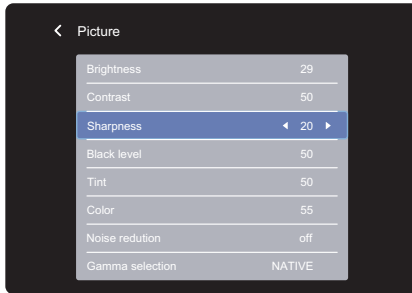 Picture
Brightness 29
Contrast 50
Sharpness 20
Black level 50
Tint 50
Color 55
Noise redution off
Gamma selection NATIVE